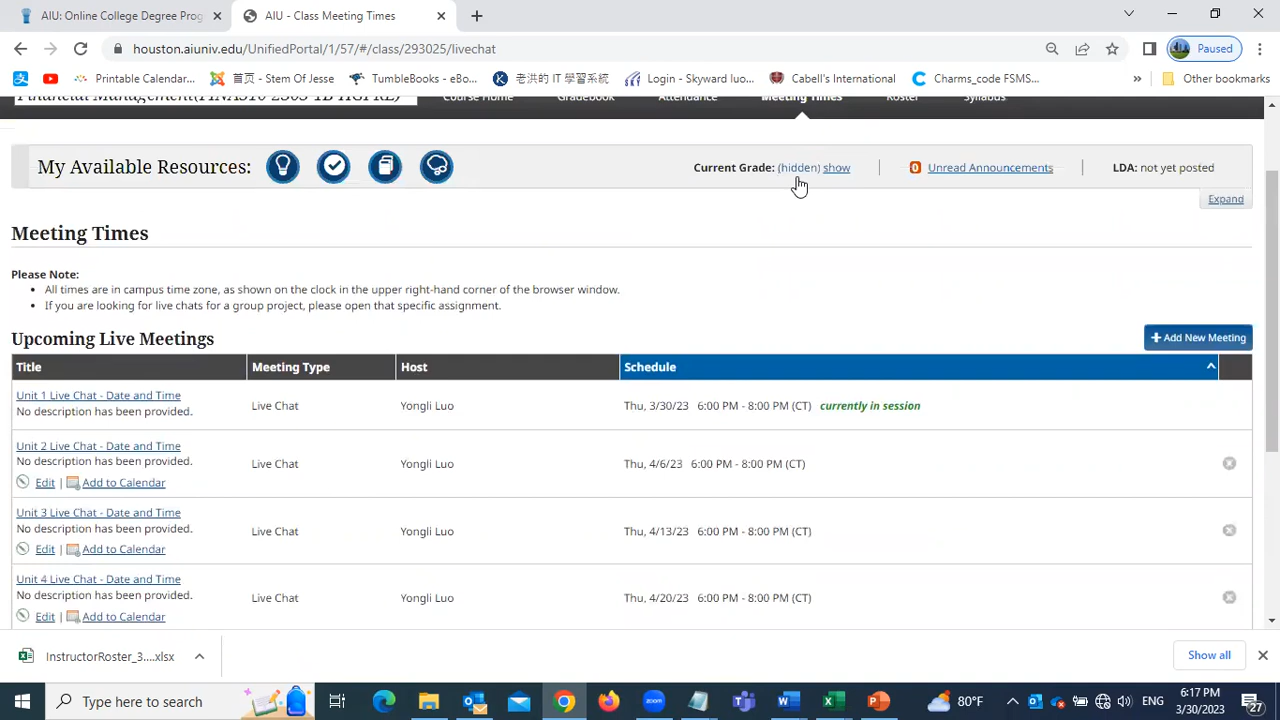 AIU: Online College Degree Prog
AIU - Class Meeting Times
houston.aiuniv.edu/UnifiedPortal/1/57/#/class/293025/livechat
Paused
Printable Calendar...
首页 - Stem Of Jesse
TumbleBooks - eBo...
老洪的 IT 學習系統
Login - Skyward luo...
Cabell's International
Charms_code FSMS...
»
Other bookmarks
Course Home
Gradebook
Attendance
Meeting Times
Roster
Syllabus
My Available Resources:
Current Grade: (hidden) show
0 Unread Announcements
LDA: not yet posted
Expand
Meeting Times
Please Note:
• All times are in campus time zone, as shown on the clock in the upper right-hand corner of the browser window.
• If you are looking for live chats for a group project, please open that specific assignment.
Upcoming Live Meetings
+ Add New Meeting
Title Meeting Type Host Schedule
Unit 1 Live Chat - Date and Time
No description has been provided.
Live Chat Yongli Luo Thu, 3/30/23 6:00 PM - 8:00 PM (CT) currently in session
Unit 2 Live Chat - Date and Time
No description has been provided.
Live Chat Yongli Luo Thu, 4/6/23 6:00 PM - 8:00 PM (CT)
Edit | Add to Calendar
Unit 3 Live Chat - Date and Time
No description has been provided.
Live Chat Yongli Luo Thu, 4/13/23 6:00 PM - 8:00 PM (CT)
Edit | Add to Calendar
Unit 4 Live Chat - Date and Time
No description has been provided.
Live Chat Yongli Luo Thu, 4/20/23 6:00 PM - 8:00 PM (CT)
Edit | Add to Calendar
InstructorRoster_3....xlsx
Show all
Type here to search
80°F
ENG
6:17 PM
3/30/2023
27